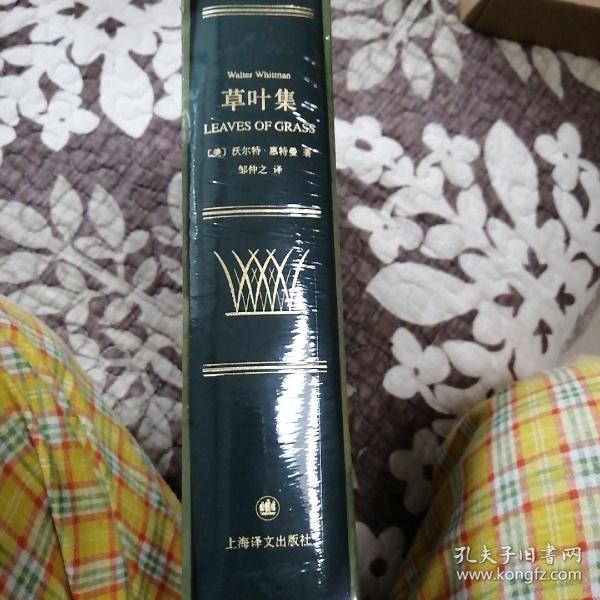 Walter Whitman
草叶集
LEAVES OF GRASS
〔美〕沃尔特·惠特曼 著
邹仲之 译
上海译文出版社
孔夫子旧书网
www.kongfz.com